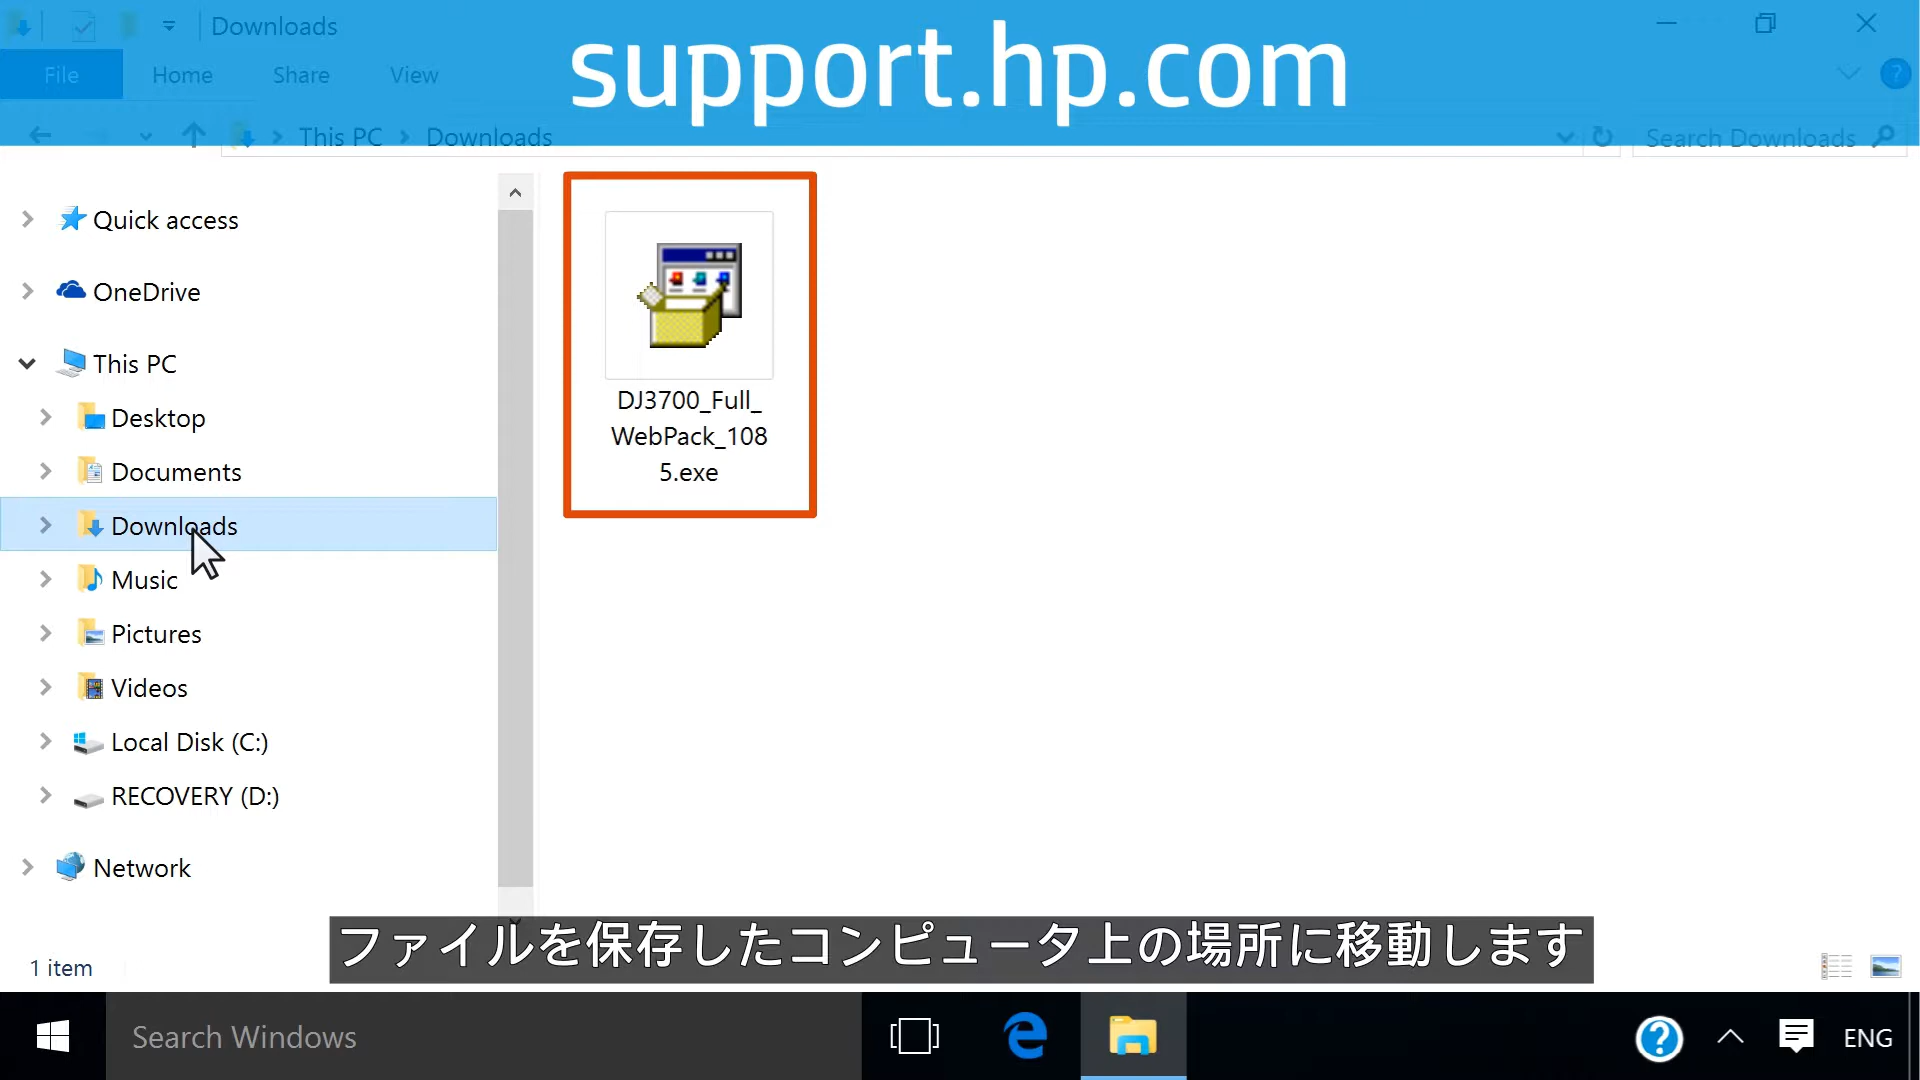 Downloads
support.hp.com
File
Home
Share
View
This PC
Downloads
Search Downloads
?
Quick access
OneDrive
This PC
Desktop
Documents
Downloads
Music
Pictures
Videos
Local Disk (C:)
RECOVERY (D:)
Network
DJ3700_Full_
WebPack_108
5.exe
ファイルを保存したコンピュータ上の場所に移動します
1 item
Search Windows
?
ENG